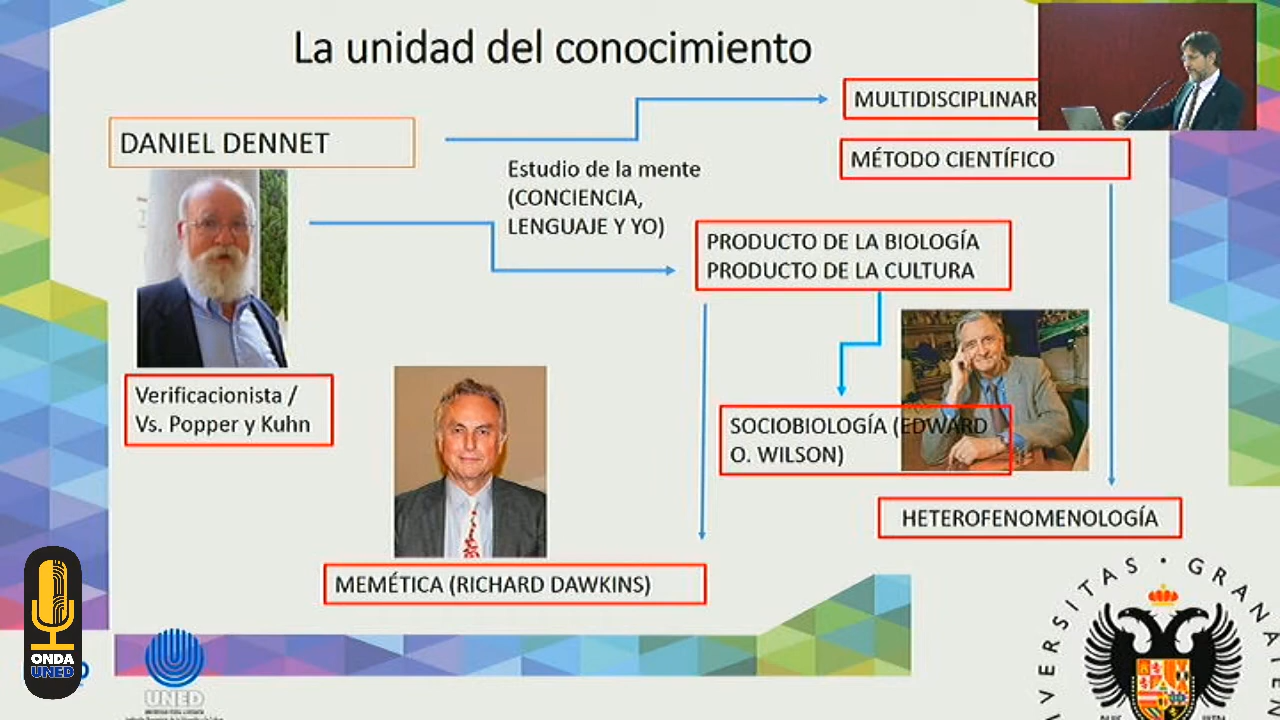 La unidad del conocimiento
DANIEL DENNET
MULTIDISCIPLINAR
MÉTODO CIENTÍFICO
Estudio de la mente
(CONCIENCIA,
LENGUAJE Y YO)
PRODUCTO DE LA BIOLOGÍA
PRODUCTO DE LA CULTURA
Verificacionista /
Vs. Popper y Kuhn
SOCIOBIOLOGÍA (EDWARD
O. WILSON)
HETEROFENOMENOLOGÍA
MEMÉTICA (RICHARD DAWKINS)
ONDA
UNED
UNED
VERSITAS · GRANATEN